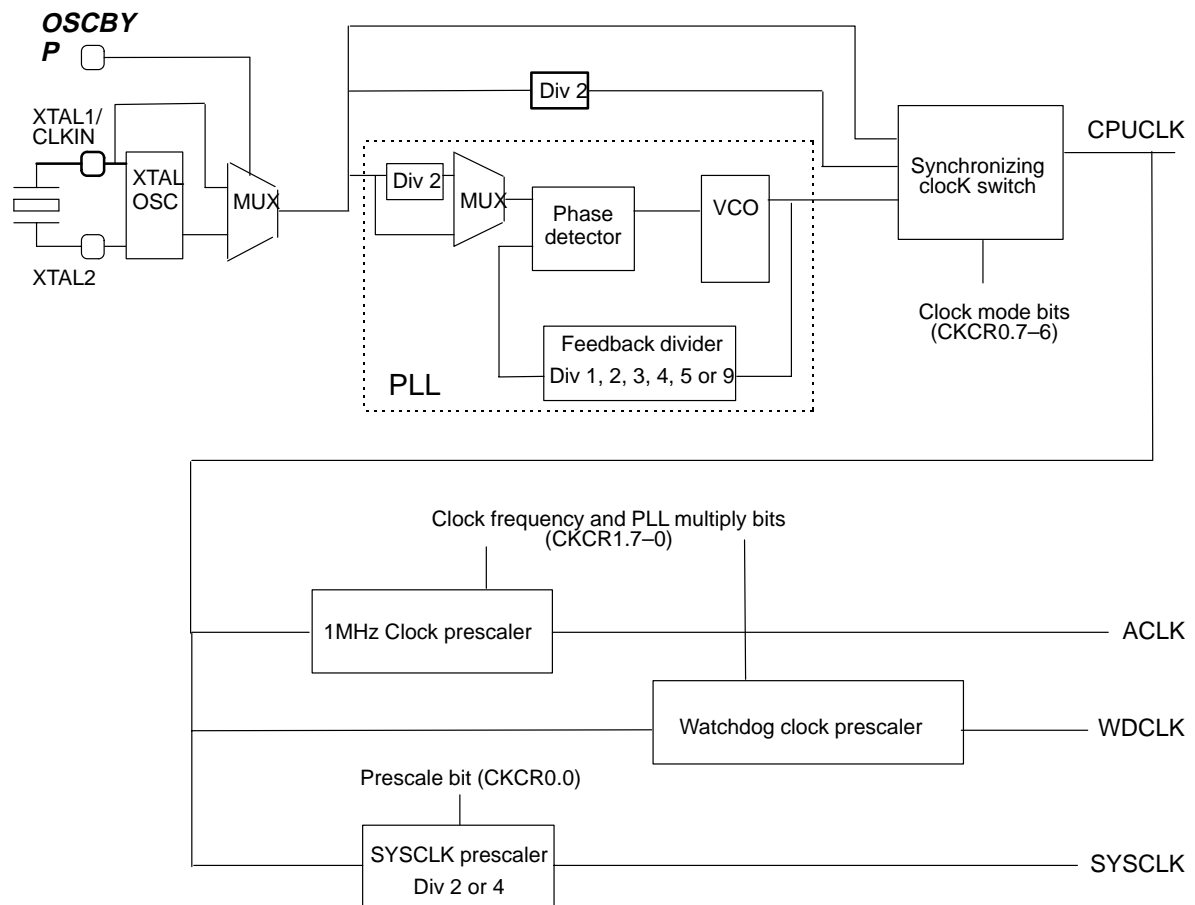 OSCBY
P
XTAL1/
CLKIN
XTAL
OSC
MUX
XTAL2
Div 2
Div 2
MUX
Phase
detector
VCO
Feedback divider
Div 1, 2, 3, 4, 5 or 9
PLL
Synchronizing
clocK switch
CPUCLK
Clock mode bits
(CKCR0.7–6)
Clock frequency and PLL multiply bits
(CKCR1.7–0)
1MHz Clock prescaler
ACLK
Watchdog clock prescaler
WDCLK
Prescale bit (CKCR0.0)
SYSCLK prescaler
Div 2 or 4
SYSCLK